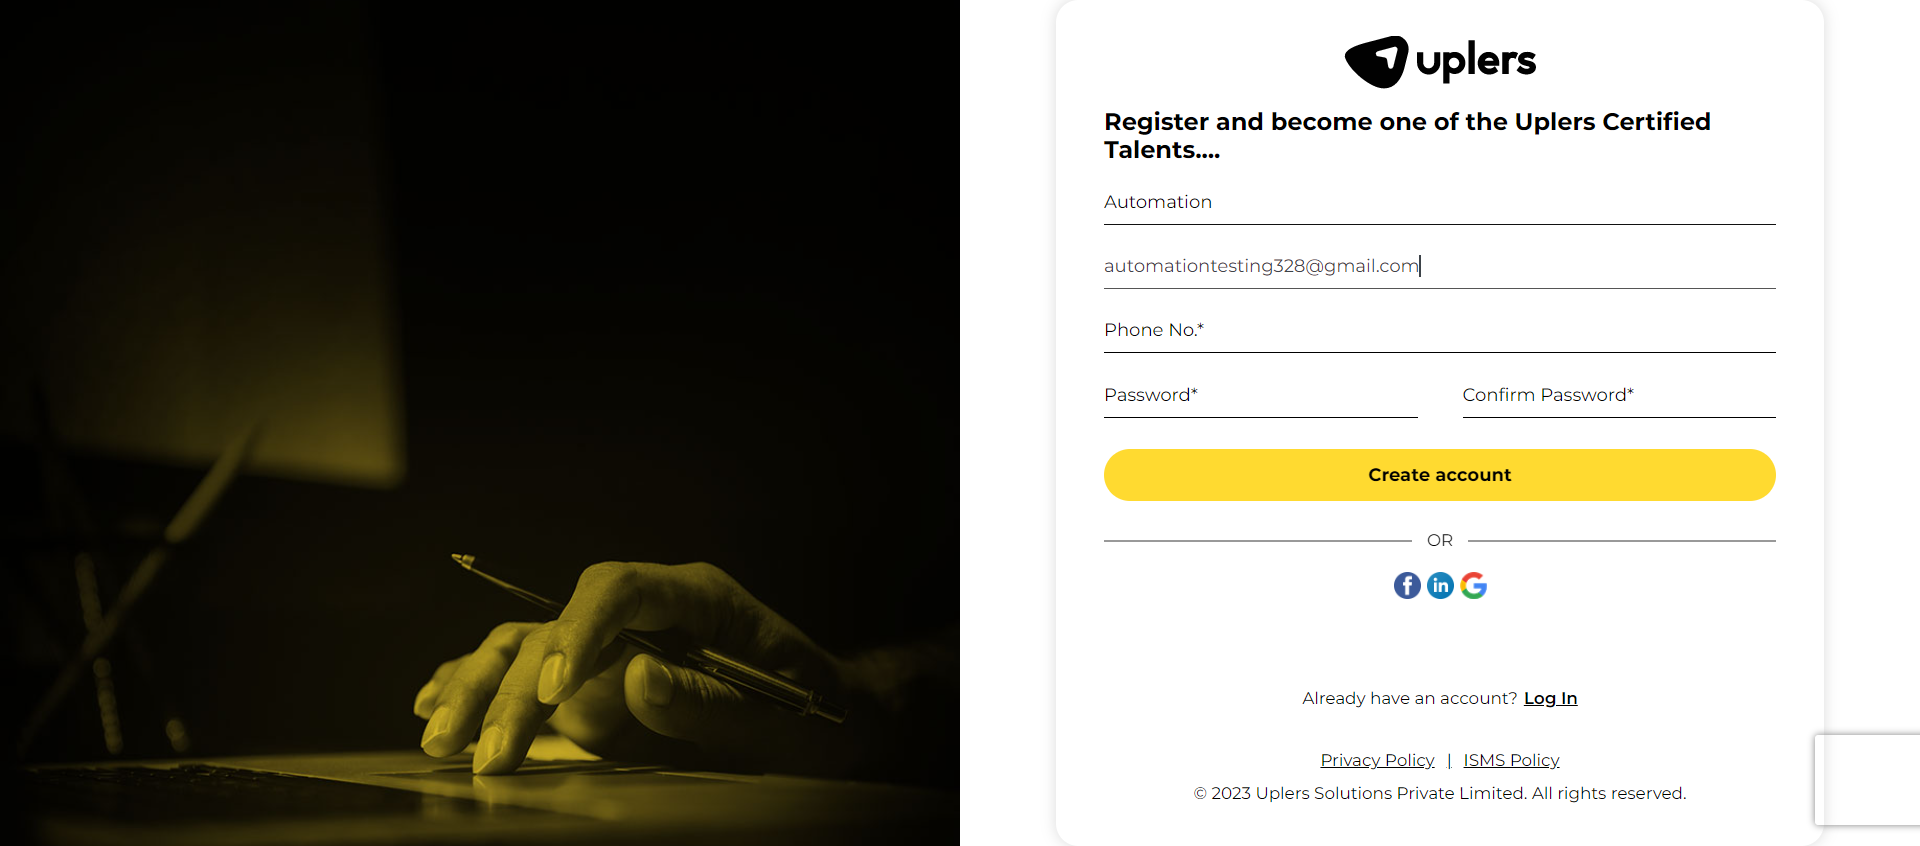 uplers
Register and become one of the Uplers Certified
Talents....
Automation
automationtesting328@gmail.com
Phone No.*
Password*
Confirm Password*
Create account
OR
Already have an account? Log In
Privacy Policy | ISMS Policy
© 2023 Uplers Solutions Private Limited. All rights reserved.